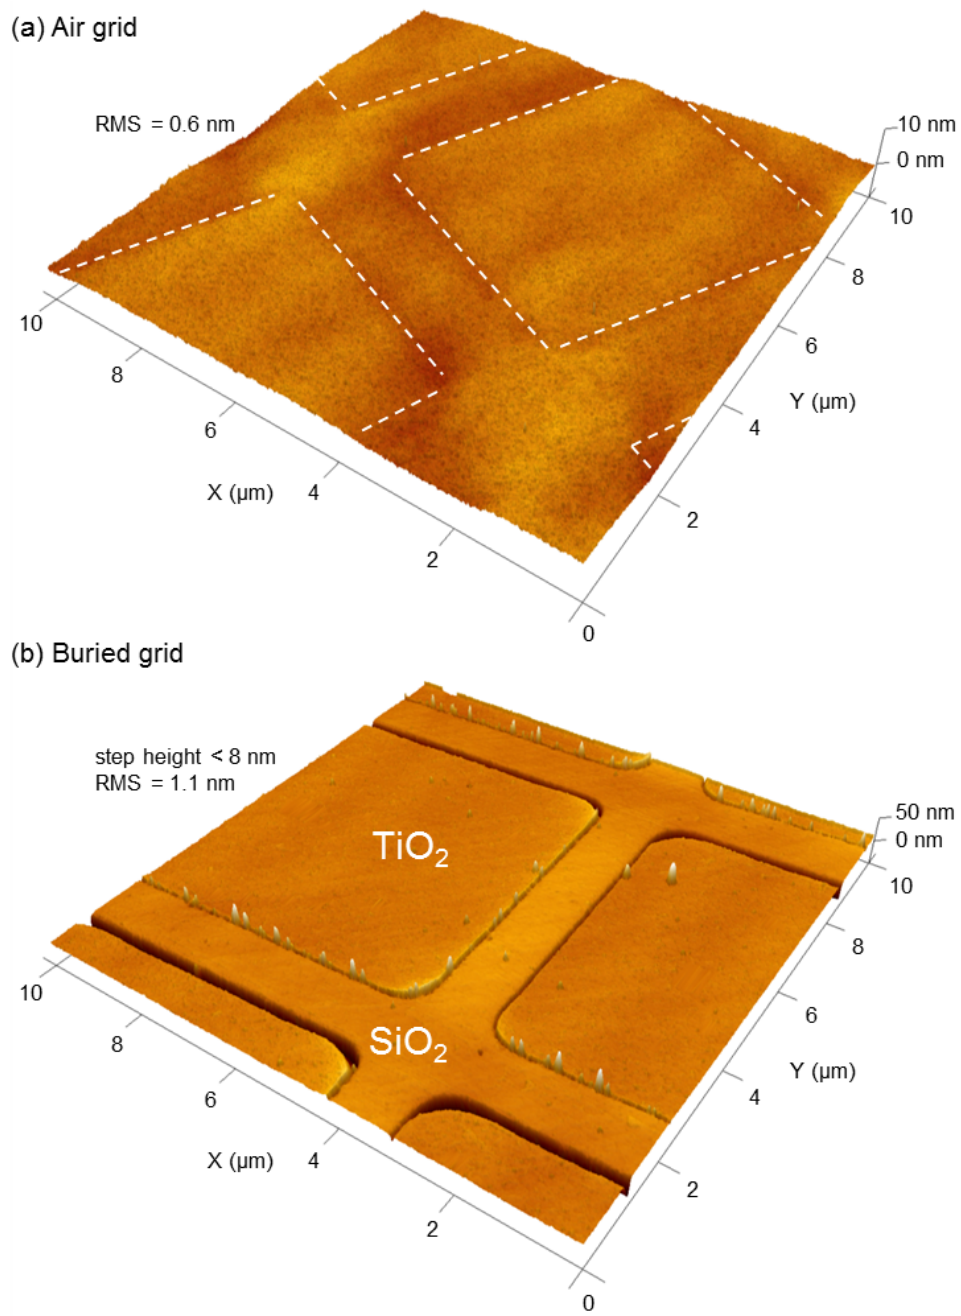 (a) Air grid
RMS = 0.6 nm
10 nm
0 nm
10
8
6
4
2
0
Y (µm)
10
8
6
4
2
X (µm)
(b) Buried grid
step height < 8 nm
RMS = 1.1 nm
TiO₂
SiO₂
50 nm
0 nm
10
8
6
4
2
0
Y (µm)
10
8
6
4
2
X (µm)